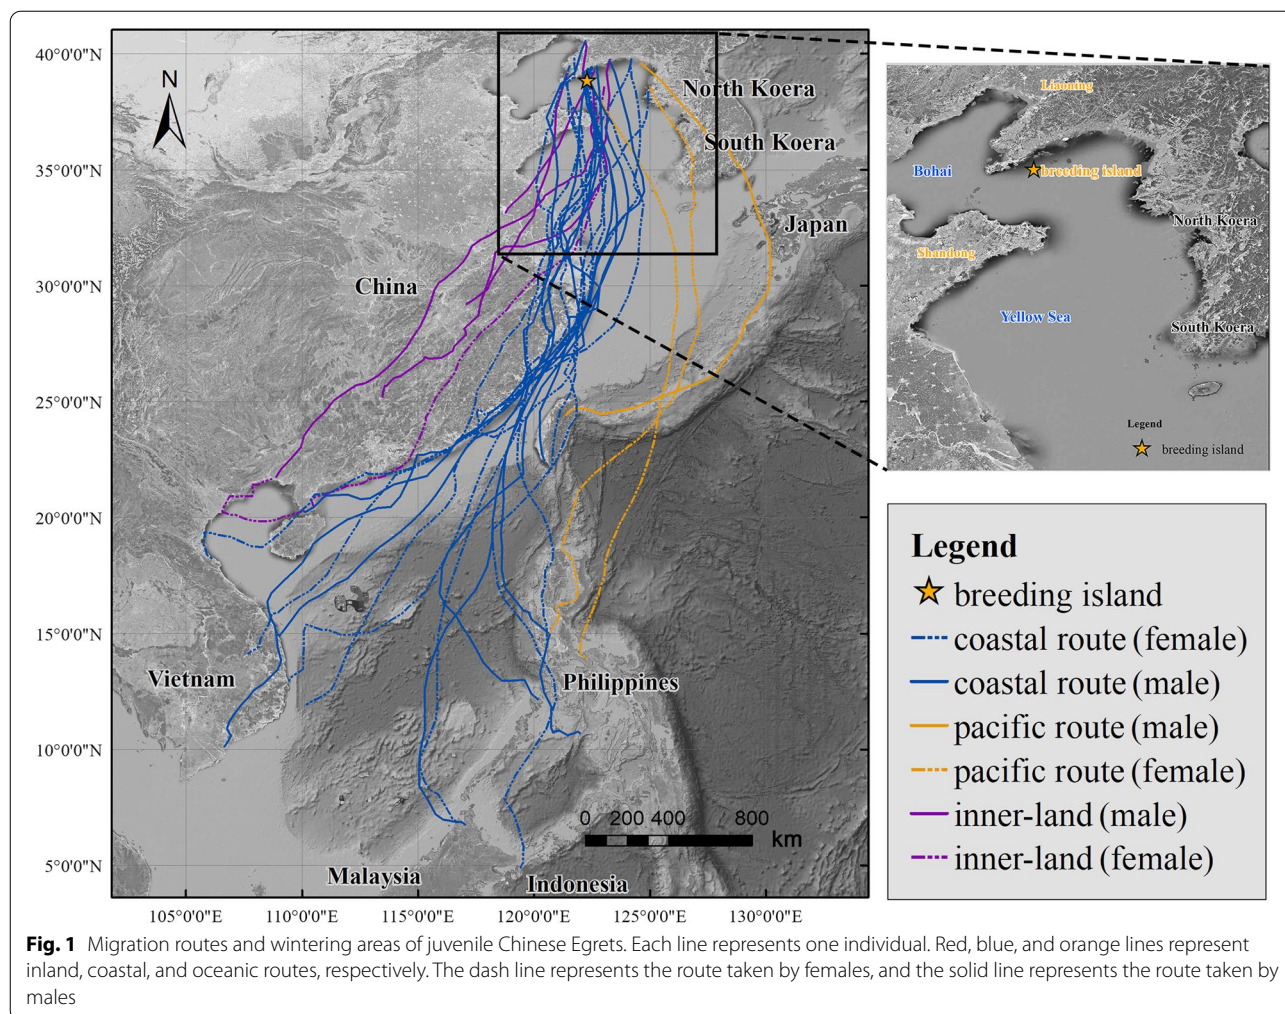 40°0'0"N
35°0'0"N
30°0'0"N
25°0'0"N
20°0'0"N
15°0'0"N
10°0'0"N
5°0'0"N
N
North Koera
South Koera
Japan
China
Vietnam
Philippines
Malaysia
Indonesia
0 200 400 800
km
105°0'0"E 110°0'0"E 115°0'0"E 120°0'0"E 125°0'0"E 130°0'0"E
Liaoning
Bohai
breeding island
North Koera
Shandong
Yellow Sea
South Koera
Legend
breeding island
Legend
breeding island
coastal route (female)
coastal route (male)
pacific route (male)
pacific route (female)
inner-land (male)
inner-land (female)
Fig. 1 Migration routes and wintering areas of juvenile Chinese Egrets. Each line represents one individual. Red, blue, and orange lines represent
inland, coastal, and oceanic routes, respectively. The dash line represents the route taken by females, and the solid line represents the route taken by
males